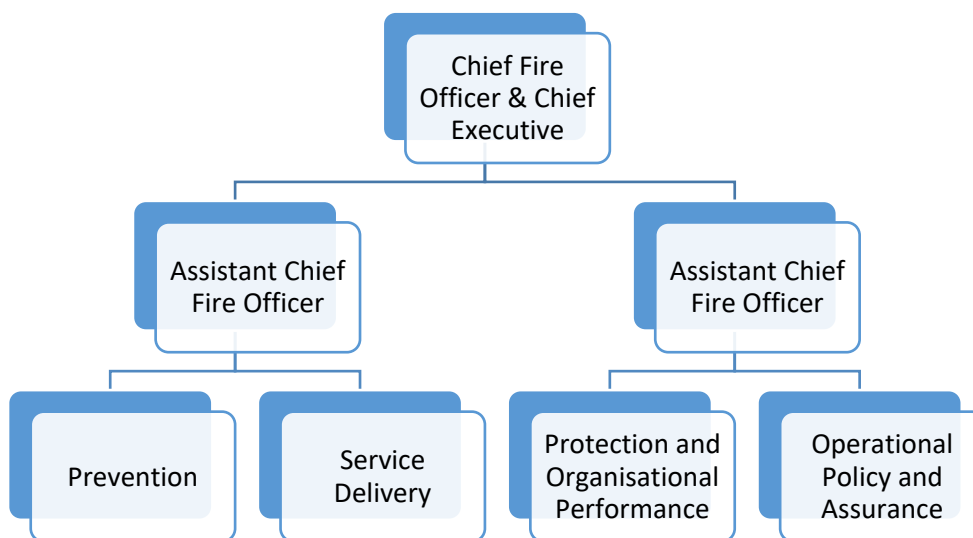 Chief Fire
Officer & Chief
Executive
Assistant Chief
Fire Officer
Assistant Chief
Fire Officer
Prevention
Service
Delivery
Protection and
Organisational
Performance
Operational
Policy and
Assurance